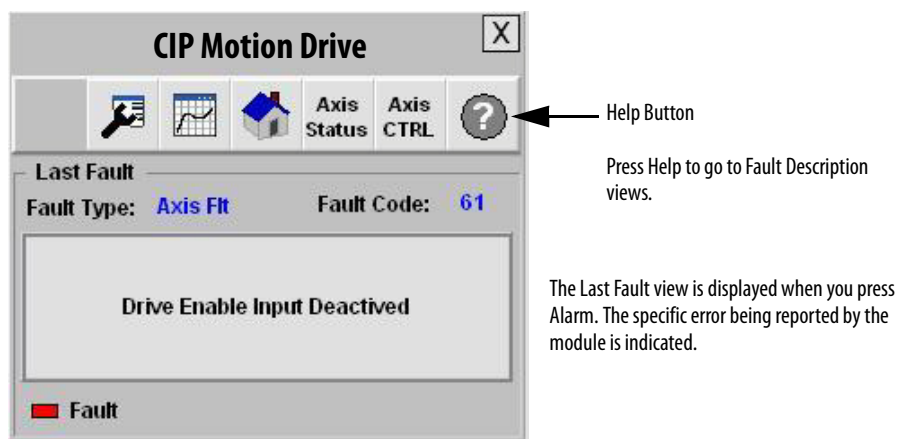 CIP Motion Drive
X
Axis Status
Axis CTRL
?
Help Button
Press Help to go to Fault Description
views.
Last Fault
Fault Type: Axis Flt Fault Code: 61
Drive Enable Input Deactived
The Last Fault view is displayed when you press
Alarm. The specific error being reported by the
module is indicated.
Fault